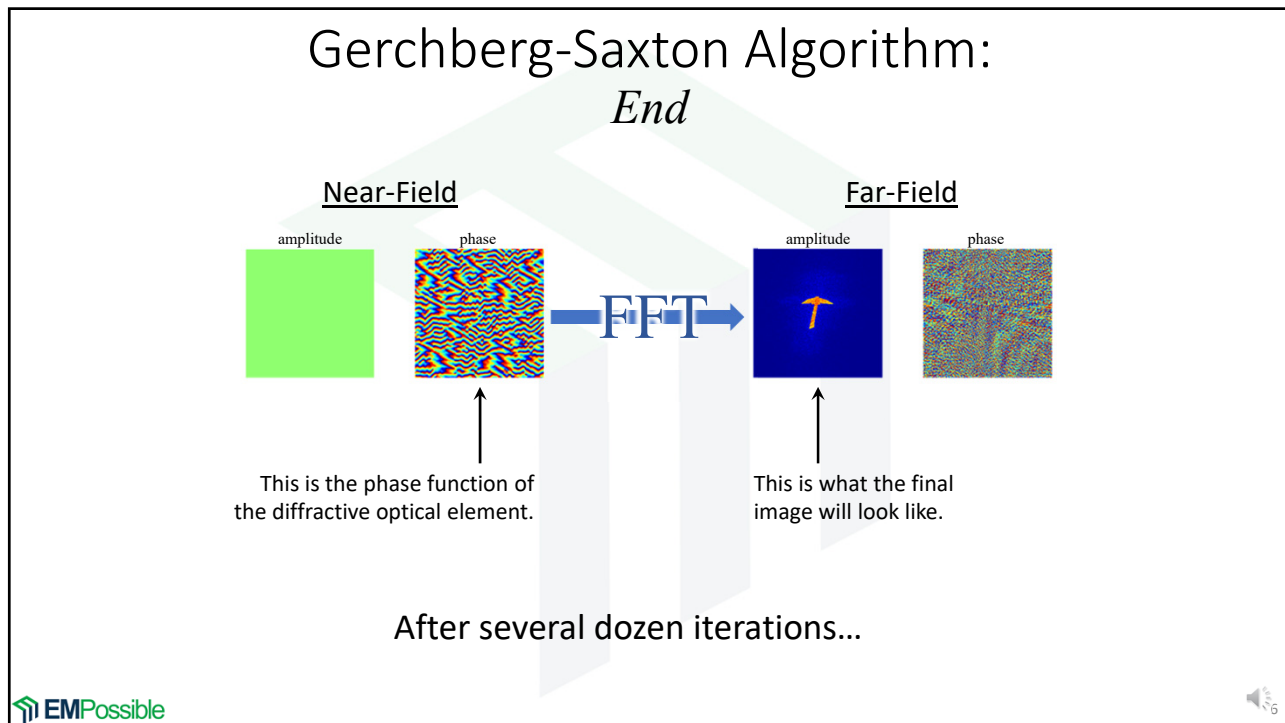 Gerchberg-Saxton Algorithm:
End
Near-Field
Far-Field
amplitude
phase
amplitude
phase
FFT
This is the phase function of
the diffractive optical element.
This is what the final
image will look like.
After several dozen iterations…
EMPossible
6